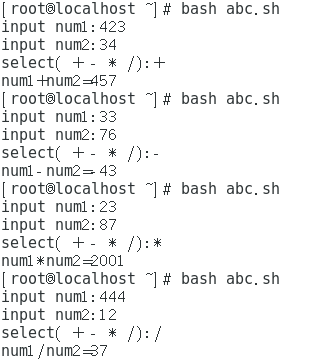 [root@localhost ~]# bash abc.sh
input num1:423
input num2:34
select( + - * /):+
num1+num2=457
[root@localhost ~]# bash abc.sh
input num1:33
input num2:76
select( + - * /):-
num1-num2=-43
[root@localhost ~]# bash abc.sh
input num1:23
input num2:87
select( + - * /):*
num1*num2=2001
[root@localhost ~]# bash abc.sh
input num1:444
input num2:12
select( + - * /):/
num1/num2=37